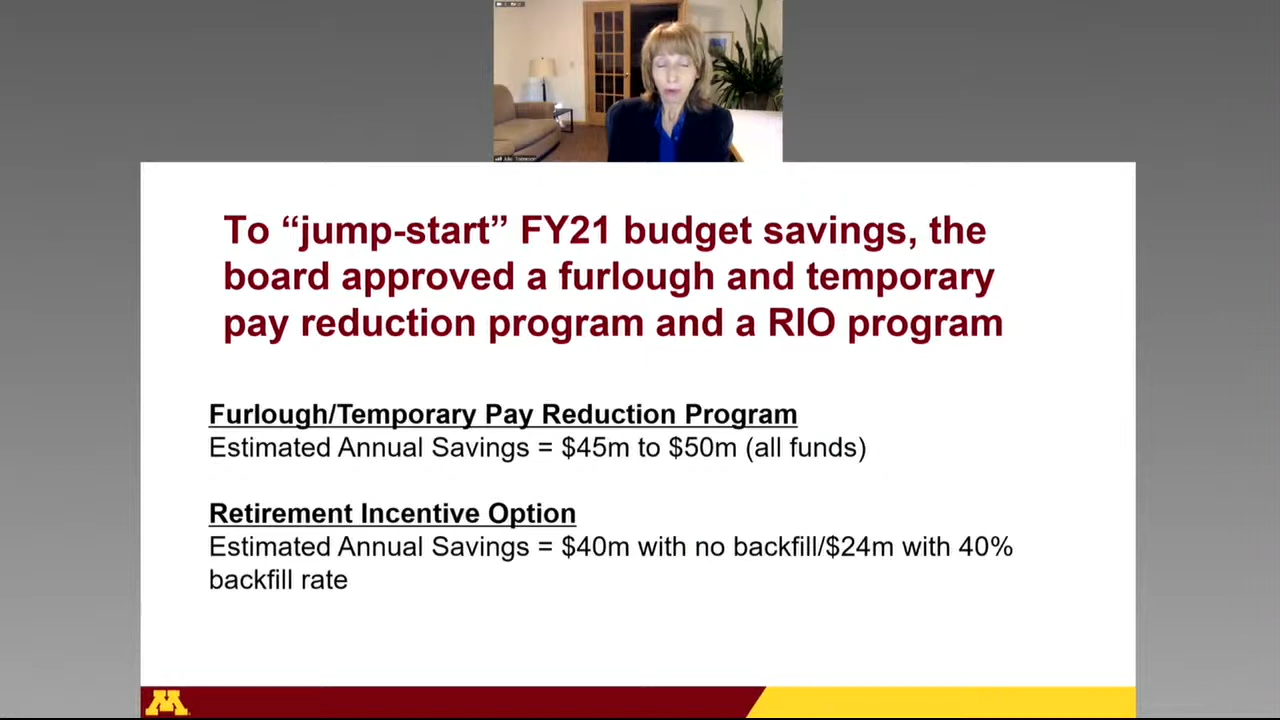 To “jump-start” FY21 budget savings, the
board approved a furlough and temporary
pay reduction program and a RIO program
Furlough/Temporary Pay Reduction Program
Estimated Annual Savings = $45m to $50m (all funds)
Retirement Incentive Option
Estimated Annual Savings = $40m with no backfill/$24m with 40%
backfill rate
M